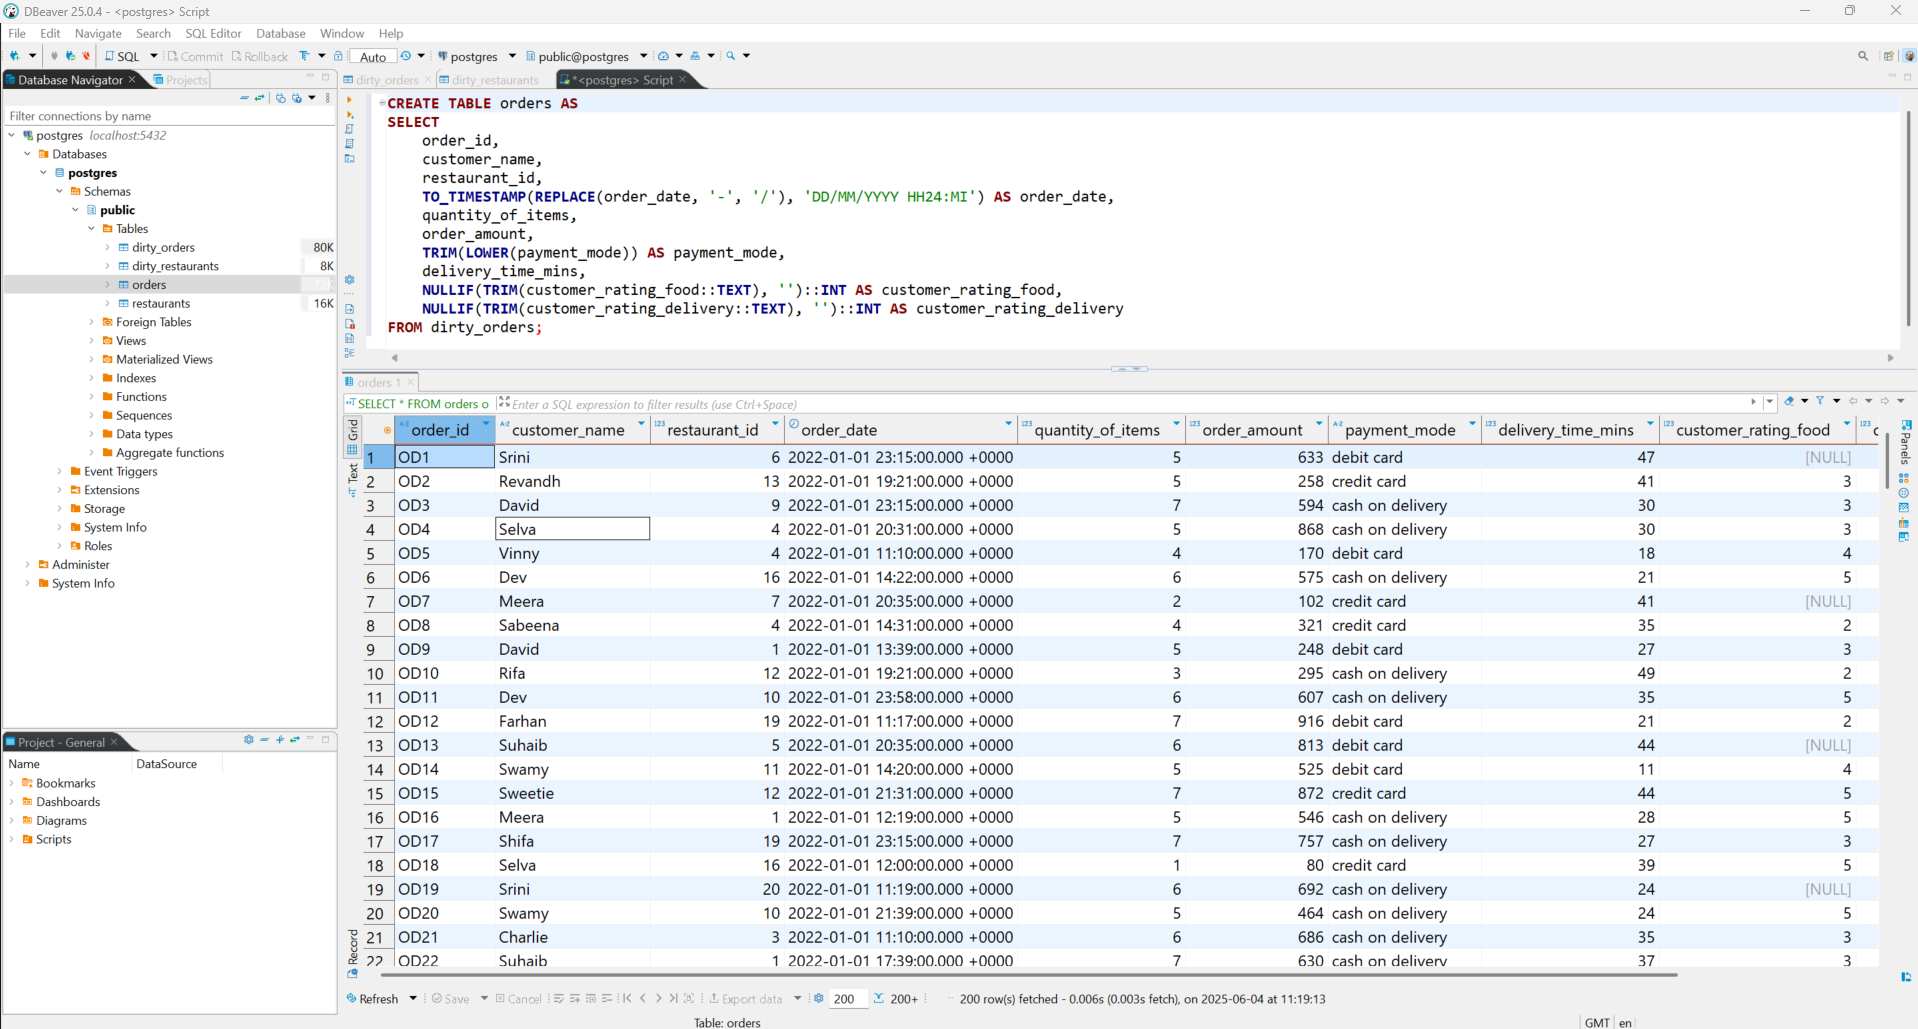 DBeaver 25.0.4 - <postgres> Script
File Edit Navigate Search SQL Editor Database Window Help
SQL Commit Rollback Auto postgres public@postgres
Database Navigator Projects
Filter connections by name
postgres localhost:5432
Databases
postgres
Schemas
public
Tables
dirty_orders 80K
dirty_restaurants 8K
orders 72K
restaurants 16K
Foreign Tables
Views
Materialized Views
Indexes
Functions
Sequences
Data types
Aggregate functions
Event Triggers
Extensions
Storage
System Info
Roles
Administer
System Info
Project - General
Name DataSource
Bookmarks
Dashboards
Diagrams
Scripts
dirty_orders dirty_restaurants *<postgres> Script
CREATE TABLE orders AS
SELECT
order_id,
customer_name,
restaurant_id,
TO_TIMESTAMP(REPLACE(order_date, '-', '/'), 'DD/MM/YYYY HH24:MI') AS order_date,
quantity_of_items,
order_amount,
TRIM(LOWER(payment_mode)) AS payment_mode,
delivery_time_mins,
NULLIF(TRIM(customer_rating_food::TEXT), '')::INT AS customer_rating_food,
NULLIF(TRIM(customer_rating_delivery::TEXT), '')::INT AS customer_rating_delivery
FROM dirty_orders;
orders 1
SELECT * FROM orders o Enter a SQL expression to filter results (use Ctrl+Space)
Grid
Text
Record
Panels
order_id customer_name restaurant_id order_date quantity_of_items order_amount payment_mode delivery_time_mins customer_rating_food
1 OD1 Srini 6 2022-01-01 23:15:00.000 +0000 5 633 debit card 47 [NULL]
2 OD2 Revandh 13 2022-01-01 19:21:00.000 +0000 5 258 credit card 41 3
3 OD3 David 9 2022-01-01 23:15:00.000 +0000 7 594 cash on delivery 30 3
4 OD4 Selva 4 2022-01-01 20:31:00.000 +0000 5 868 cash on delivery 30 3
5 OD5 Vinny 4 2022-01-01 11:10:00.000 +0000 4 170 debit card 18 4
6 OD6 Dev 16 2022-01-01 14:22:00.000 +0000 6 575 cash on delivery 21 5
7 OD7 Meera 7 2022-01-01 20:35:00.000 +0000 2 102 credit card 41 [NULL]
8 OD8 Sabeena 4 2022-01-01 14:31:00.000 +0000 4 321 credit card 35 2
9 OD9 David 1 2022-01-01 13:39:00.000 +0000 5 248 debit card 27 3
10 OD10 Rifa 12 2022-01-01 19:21:00.000 +0000 3 295 cash on delivery 49 2
11 OD11 Dev 10 2022-01-01 23:58:00.000 +0000 6 607 cash on delivery 35 5
12 OD12 Farhan 19 2022-01-01 11:17:00.000 +0000 7 916 debit card 21 2
13 OD13 Suhaib 5 2022-01-01 20:35:00.000 +0000 6 813 debit card 44 [NULL]
14 OD14 Swamy 11 2022-01-01 14:20:00.000 +0000 5 525 debit card 11 4
15 OD15 Sweetie 12 2022-01-01 21:31:00.000 +0000 7 872 credit card 44 5
16 OD16 Meera 1 2022-01-01 12:19:00.000 +0000 5 546 cash on delivery 28 5
17 OD17 Shifa 19 2022-01-01 23:15:00.000 +0000 7 757 cash on delivery 27 3
18 OD18 Selva 16 2022-01-01 12:00:00.000 +0000 1 80 credit card 39 5
19 OD19 Srini 20 2022-01-01 11:19:00.000 +0000 6 692 cash on delivery 24 [NULL]
20 OD20 Swamy 10 2022-01-01 21:39:00.000 +0000 5 464 cash on delivery 24 5
21 OD21 Charlie 3 2022-01-01 11:10:00.000 +0000 6 686 cash on delivery 35 3
22 OD22 Suhaib 1 2022-01-01 17:39:00.000 +0000 7 630 cash on delivery 37 3
Refresh Save Cancel Export data 200 200+ 200 row(s) fetched - 0.006s (0.003s fetch), on 2025-06-04 at 11:19:13
Table: orders GMT en